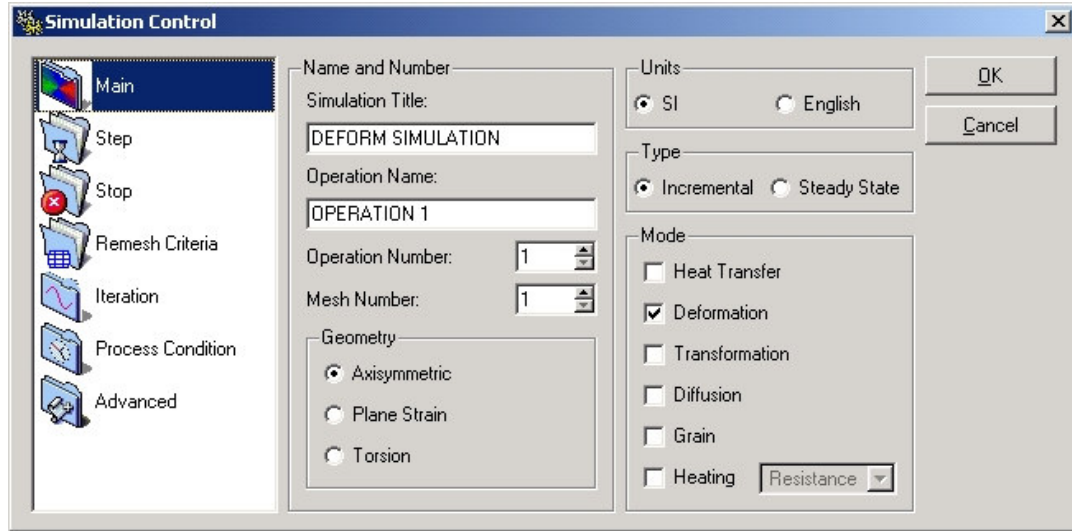 Simulation Control
Main
Step
Stop
Remesh Criteria
Iteration
Process Condition
Advanced
Name and Number
Simulation Title:
DEFORM SIMULATION
Operation Name:
OPERATION 1
Operation Number: 1
Mesh Number: 1
Geometry
Axisymmetric
Plane Strain
Torsion
Units
SI English
Type
Incremental Steady State
Mode
Heat Transfer
Deformation
Transformation
Diffusion
Grain
Heating Resistance
OK
Cancel